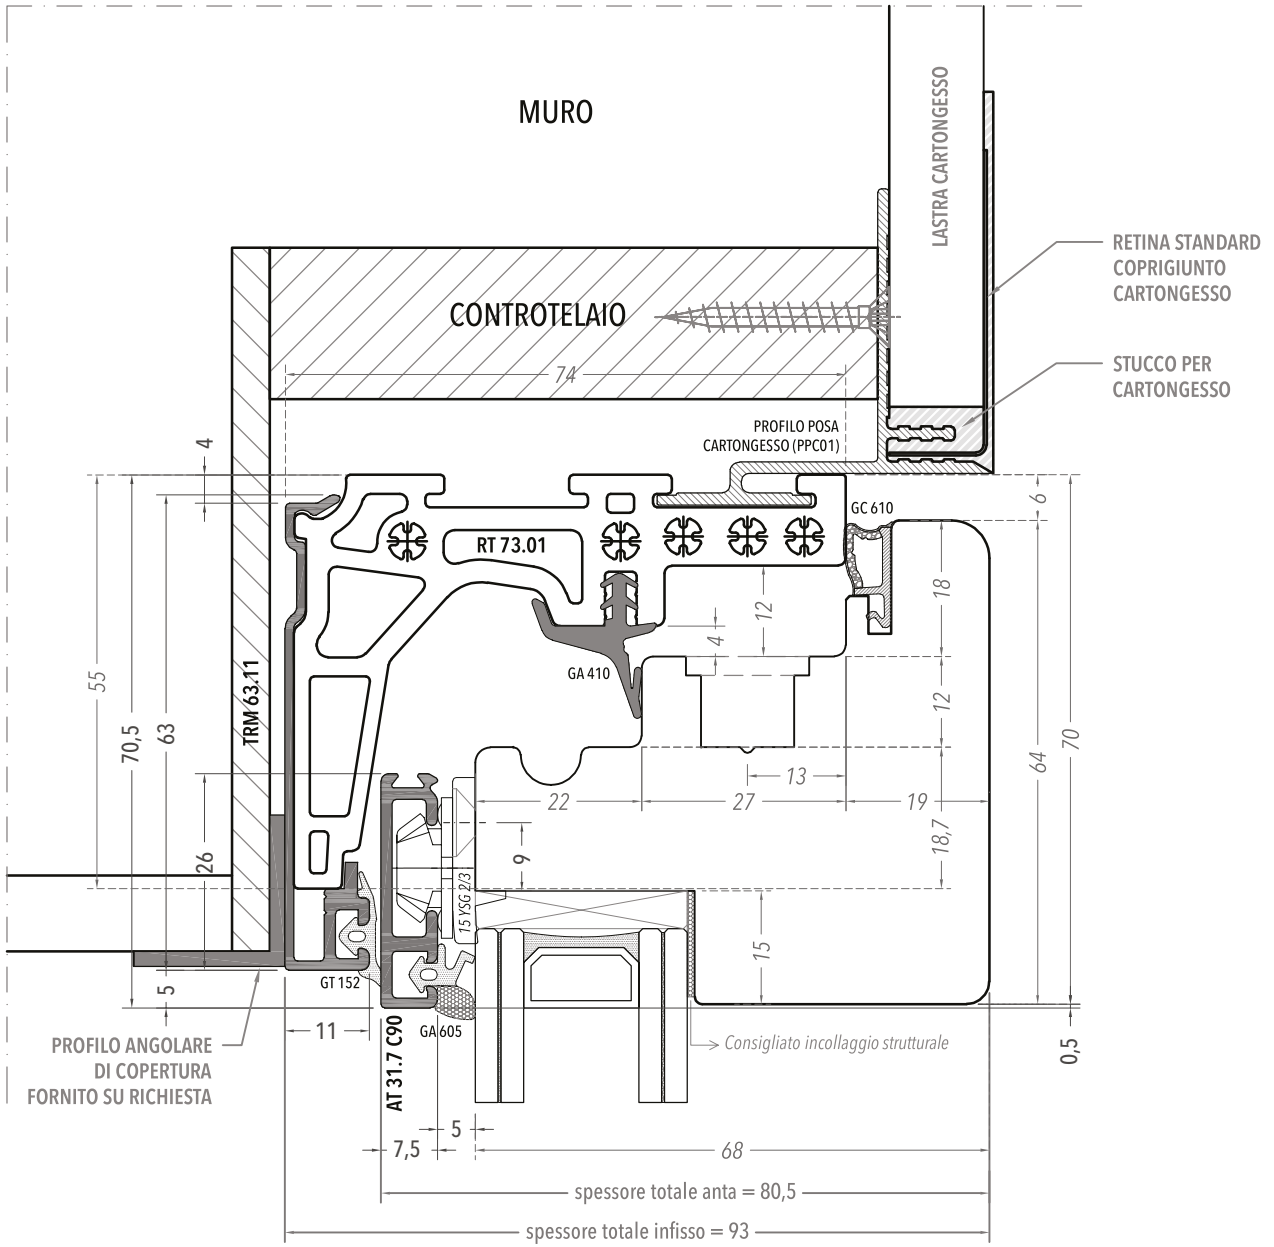 MURO
LASTRA CARTONGESSO
RETINA STANDARD
COPRIGIUNTO
CARTONGESSO
CONTROTELAIO
STUCCO PER
CARTONGESSO
74
PROFILO POSA
CARTONGESSO (PPC01)
4
6
GC 610
RT 73.01
18
12
4
GA 410
TRM 63.11
55
70,5
63
12
64
70
13
22
27
19
26
9
18,7
15 YSG 2/3
15
5
GT 152
11
GA 605
AT 31.7 C90
PROFILO ANGOLARE
DI COPERTURA
FORNITO SU RICHIESTA
Consigliato incollaggio strutturale
0,5
5
7,5
68
spessore totale anta = 80,5
spessore totale infisso = 93